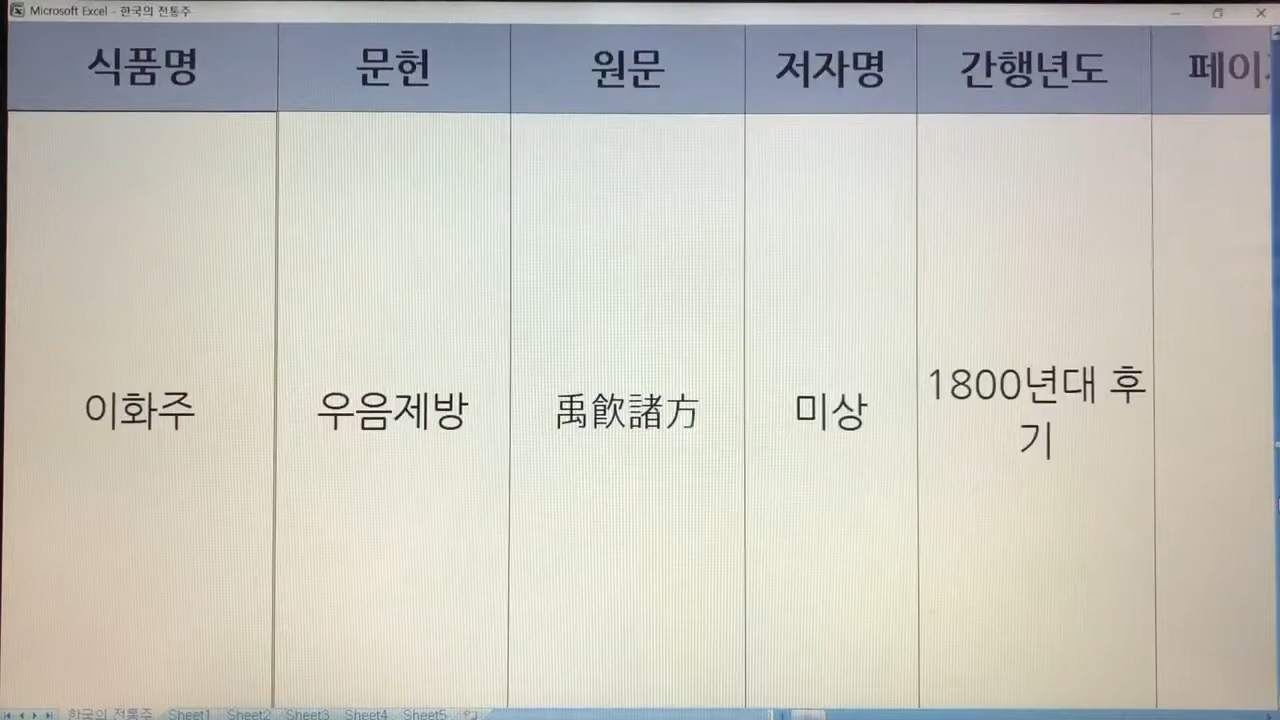 Microsoft Excel - 한국의 전통주
식품명 문헌 원문 저자명 간행년도 페이지
이화주 우음제방 禹飮諸方 미상 1800년대 후
기
한국의 전통주 Sheet1 Sheet2 Sheet3 Sheet4 Sheet5